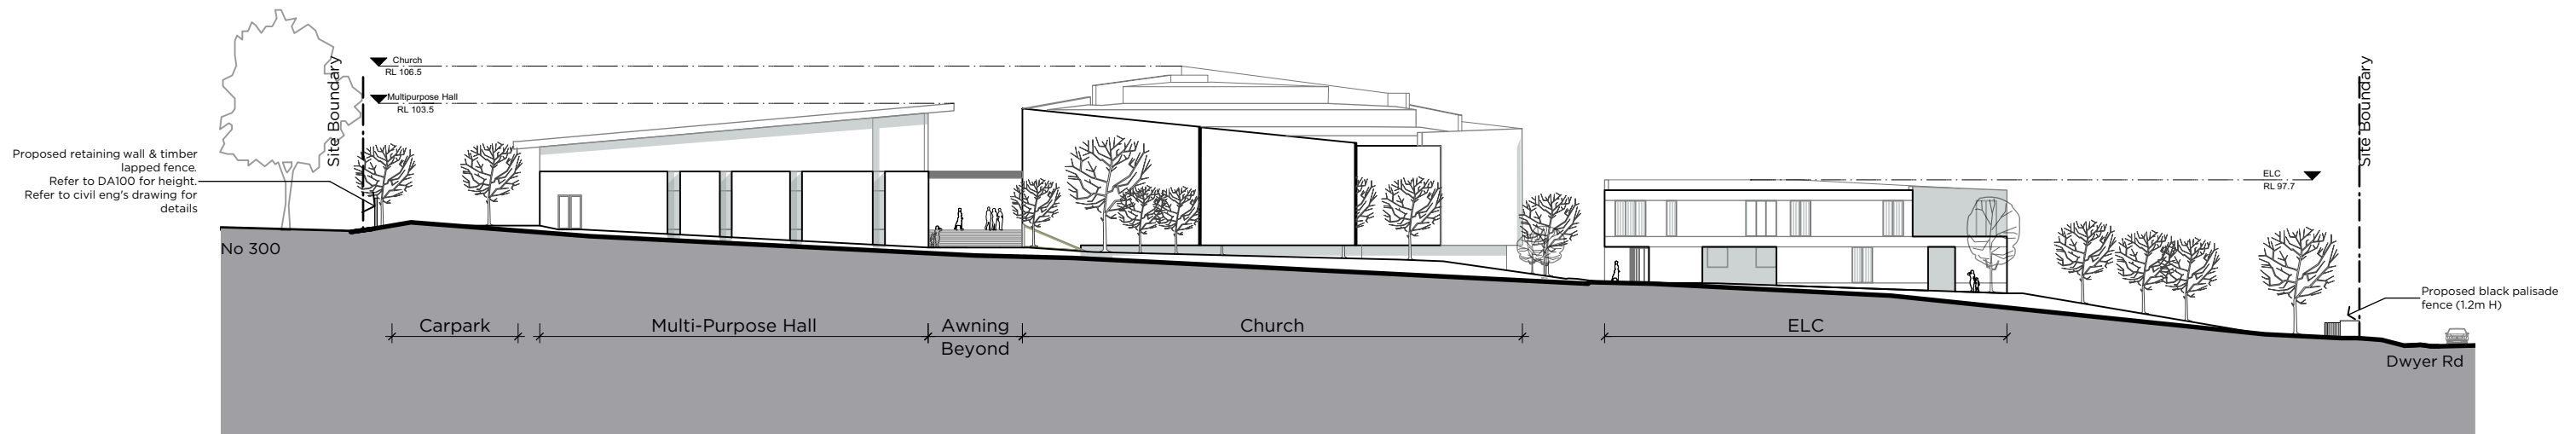 Site Boundary
Church
RL 106.5
Multipurpose Hall
RL 103.5
Proposed retaining wall & timber
lapped fence.
Refer to DA100 for height.
Refer to civil eng's drawing for
details
No 300
Carpark
Multi-Purpose Hall
Awning
Beyond
Church
ELC
ELC
RL 97.7
Site Boundary
Proposed black palisade
fence (1.2m H)
Dwyer Rd